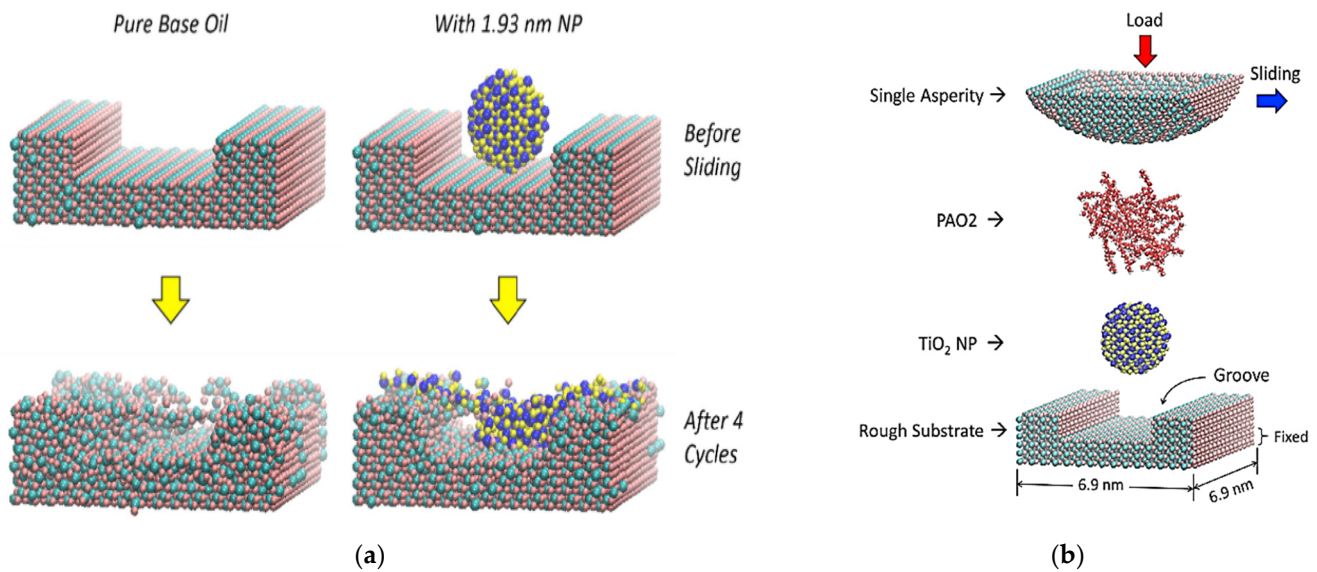 Pure Base Oil
With 1.93 nm NP
Before
Sliding
After 4
Cycles
(a)
Load
Sliding
Single Asperity →
PAO2 →
TiO₂ NP →
Groove
Rough Substrate →
Fixed
6.9 nm
6.9 nm
(b)